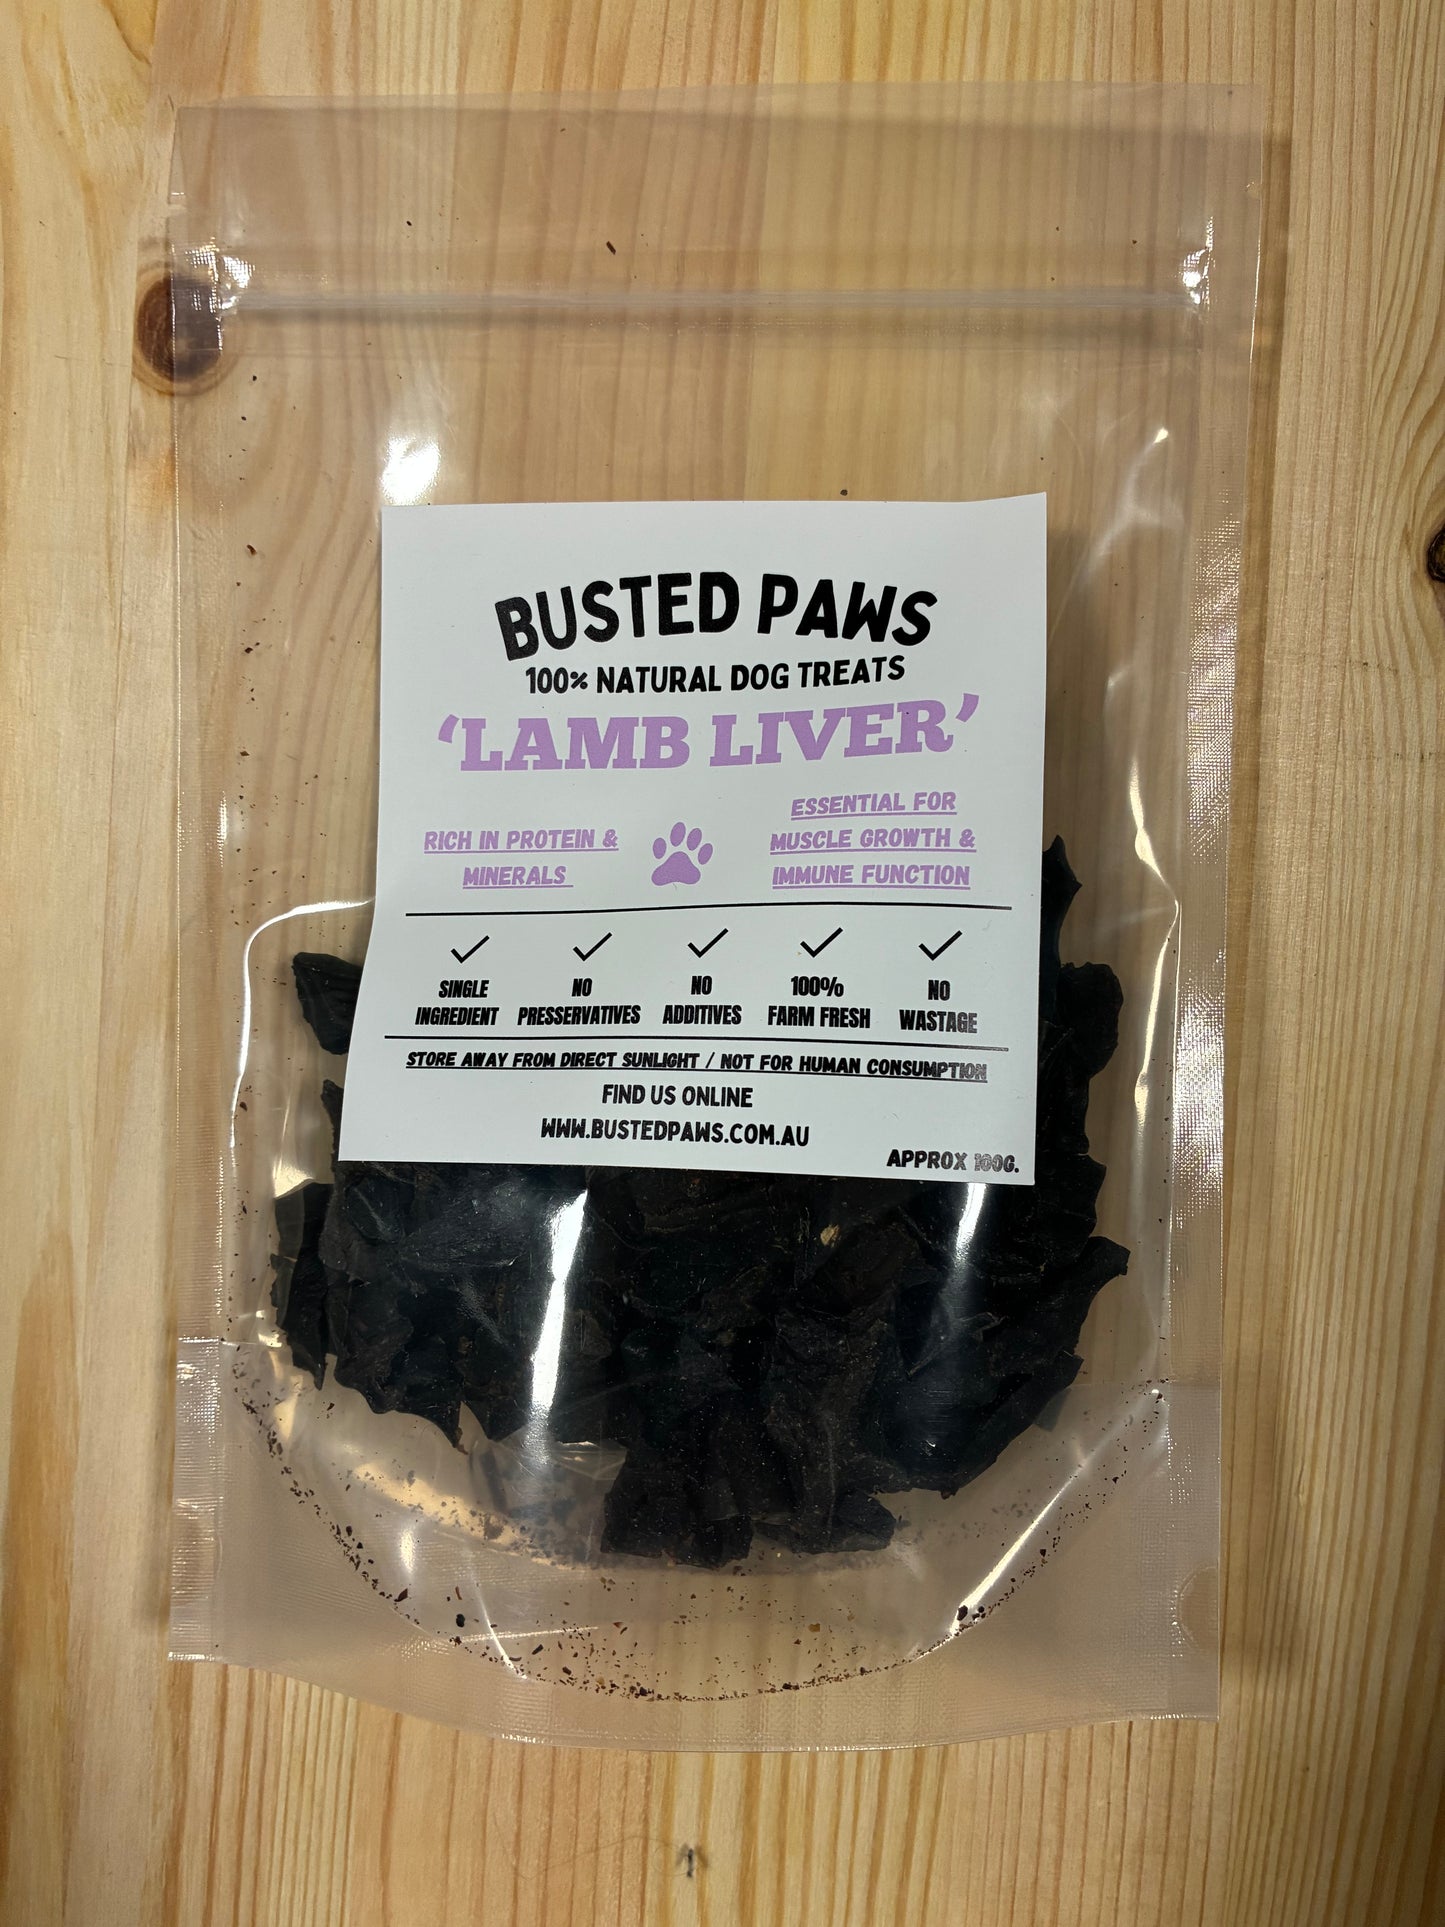 BUSTED PAWS
100% NATURAL DOG TREATS
‘LAMB LIVER’
RICH IN PROTEIN &
MINERALS
ESSENTIAL FOR
MUSCLE GROWTH &
IMMUNE FUNCTION
SINGLE
INGREDIENT
NO
PRESSERVATIVES
NO
ADDITIVES
100%
FARM FRESH
NO
WASTAGE
STORE AWAY FROM DIRECT SUNLIGHT / NOT FOR HUMAN CONSUMPTION
FIND US ONLINE
WWW.BUSTEDPAWS.COM.AU
APPROX 100G.